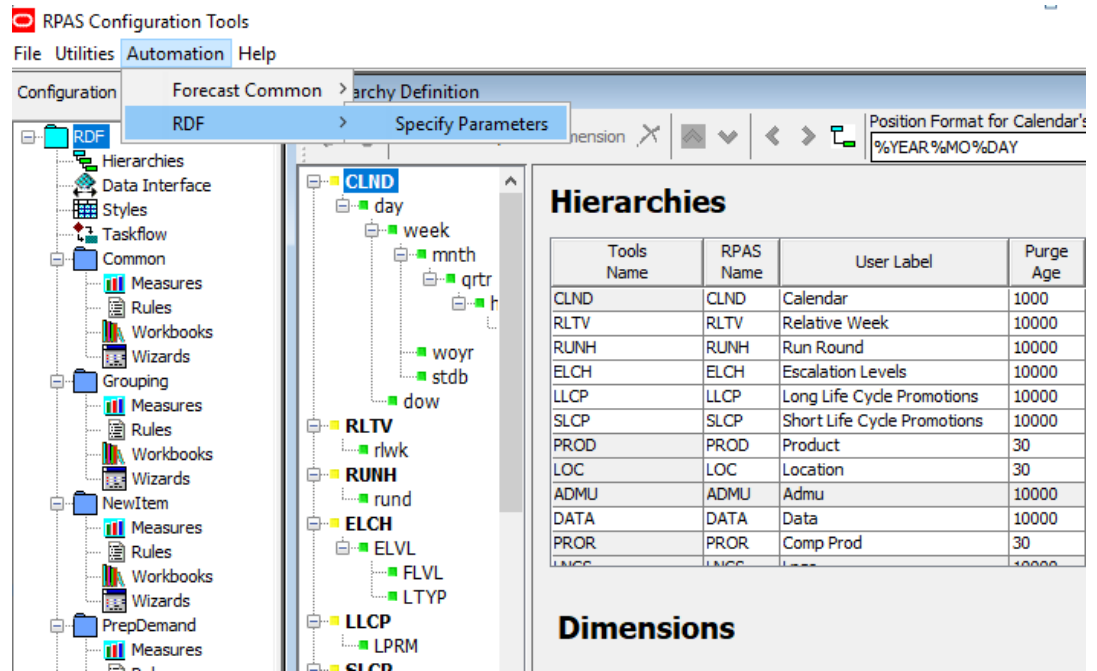 RPAS Configuration Tools
File Utilities Automation Help
Configuration
Forecast Common >
RDF > Specify Parameters
archy Definition
mension
Position Format for Calendar's
%YEAR%MO%DAY
RDF
Hierarchies
Data Interface
Styles
Taskflow
Common
Measures
Rules
Workbooks
Wizards
Grouping
Measures
Rules
Workbooks
Wizards
NewItem
Measures
Rules
Workbooks
Wizards
PrepDemand
Measures
CLND
day
week
mnth
qrtr
h
woyr
stdb
dow
RLTV
rlwk
RUNH
rund
ELCH
ELVL
FLVL
LTYP
LLCP
LPRM
SLCP
Hierarchies
Tools Name RPAS Name User Label Purge Age
CLND CLND Calendar 1000
RLTV RLTV Relative Week 10000
RUNH RUNH Run Round 10000
ELCH ELCH Escalation Levels 10000
LLCP LLCP Long Life Cycle Promotions 10000
SLCP SLCP Short Life Cycle Promotions 10000
PROD PROD Product 30
LOC LOC Location 30
ADMU ADMU Admu 10000
DATA DATA Data 10000
PROR PROR Comp Prod 30
Dimensions